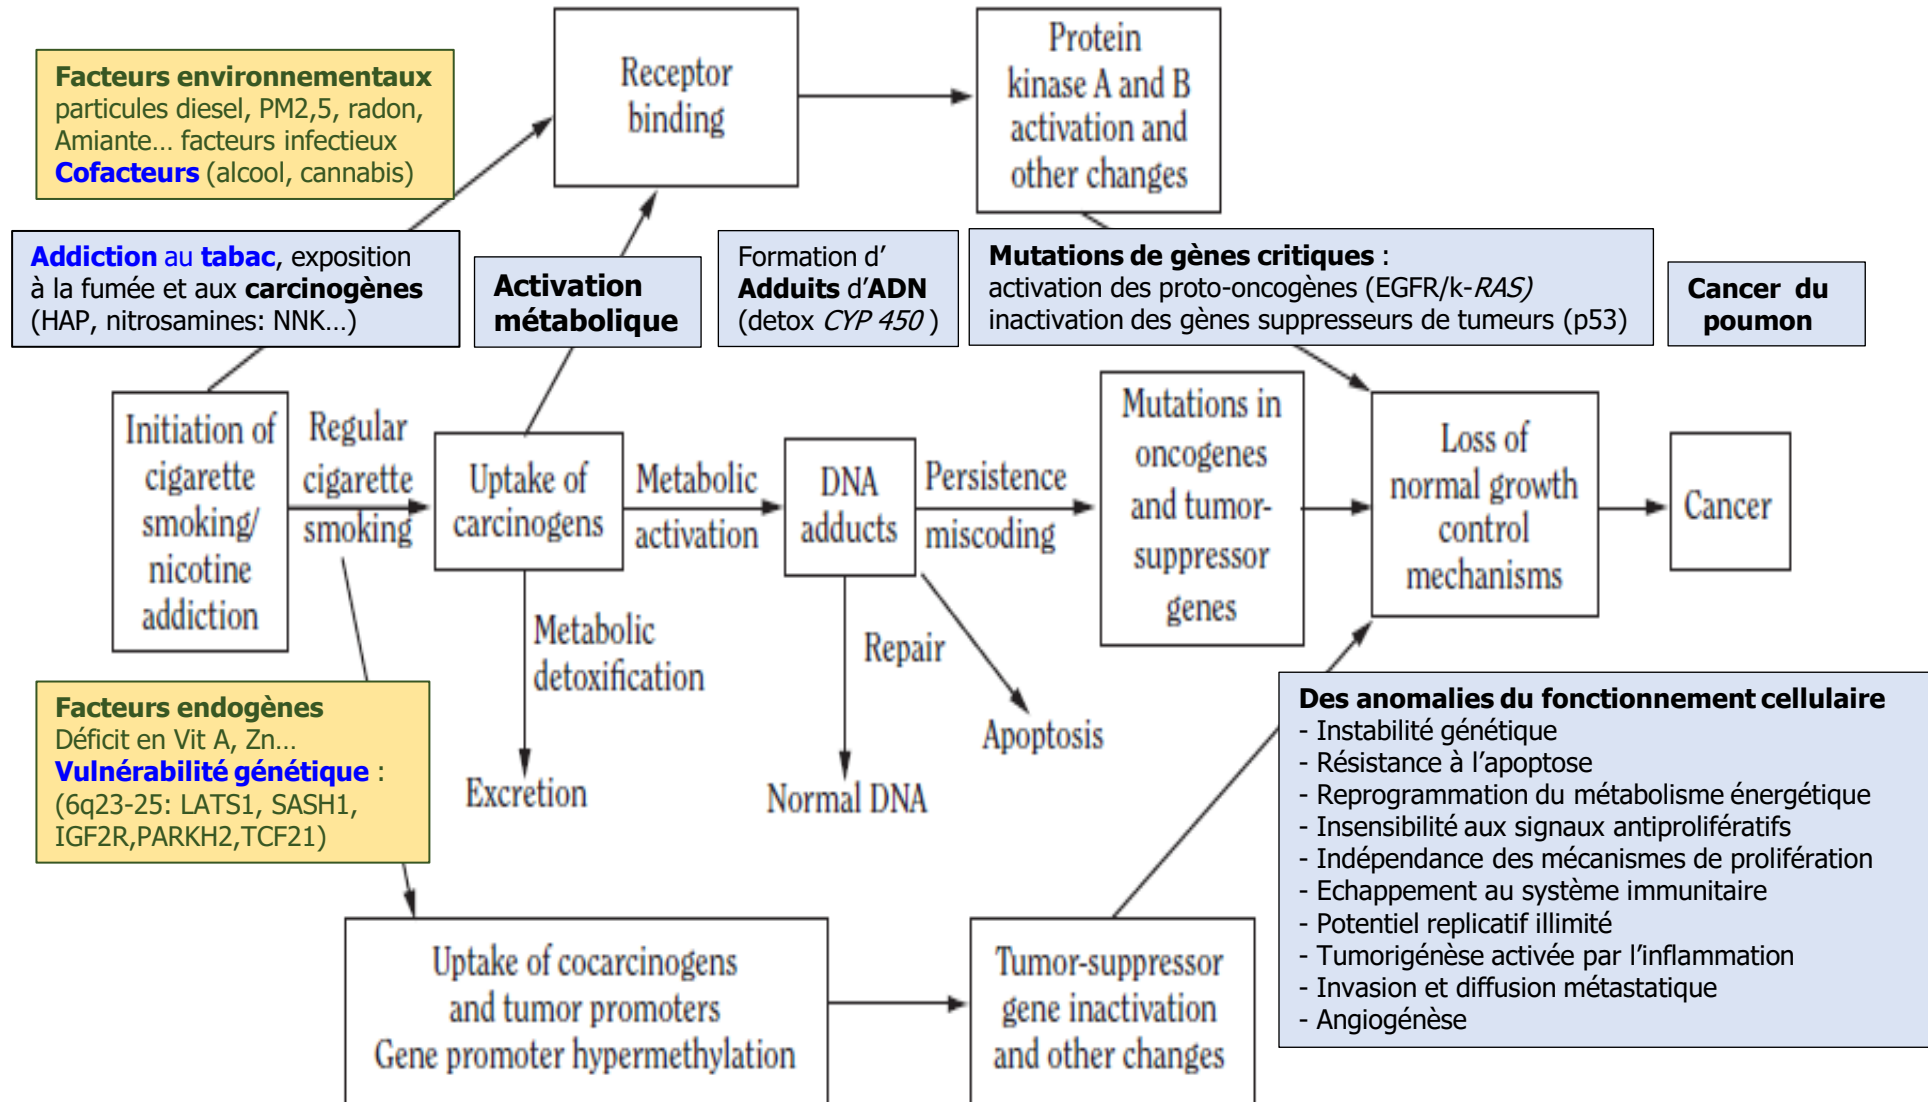 Facteurs environnementaux
particules diesel, PM2,5, radon,
Amiante… facteurs infectieux
Cofacteurs (alcool, cannabis)
Receptor
binding
Protein
kinase A and B
activation and
other changes
Addiction au tabac, exposition
à la fumée et aux carcinogènes
(HAP, nitrosamines: NNK…)
Activation
métabolique
Formation d’
Adduits d’ADN
(detox CYP 450 )
Mutations de gènes critiques :
activation des proto-oncogènes (EGFR/k-RAS)
inactivation des gènes suppresseurs de tumeurs (p53)
Cancer du
poumon
Initiation of
cigarette
smoking/
nicotine
addiction
Regular
cigarette
smoking
Uptake of
carcinogens
Metabolic
activation
DNA
adducts
Persistence
miscoding
Mutations in
oncogenes
and tumor-
suppressor
genes
Loss of
normal growth
control
mechanisms
Cancer
Metabolic
detoxification
Excretion
Repair
Normal DNA
Apoptosis
Facteurs endogènes
Déficit en Vit A, Zn…
Vulnérabilité génétique :
(6q23-25: LATS1, SASH1,
IGF2R,PARKH2,TCF21)
Des anomalies du fonctionnement cellulaire
- Instabilité génétique
- Résistance à l’apoptose
- Reprogrammation du métabolisme énergétique
- Insensibilité aux signaux antiprolifératifs
- Indépendance des mécanismes de prolifération
- Echappement au système immunitaire
- Potentiel replicatif illimité
- Tumorigénèse activée par l’inflammation
- Invasion et diffusion métastatique
- Angiogénèse
Uptake of cocarcinogens
and tumor promoters
Gene promoter hypermethylation
Tumor-suppressor
gene inactivation
and other changes